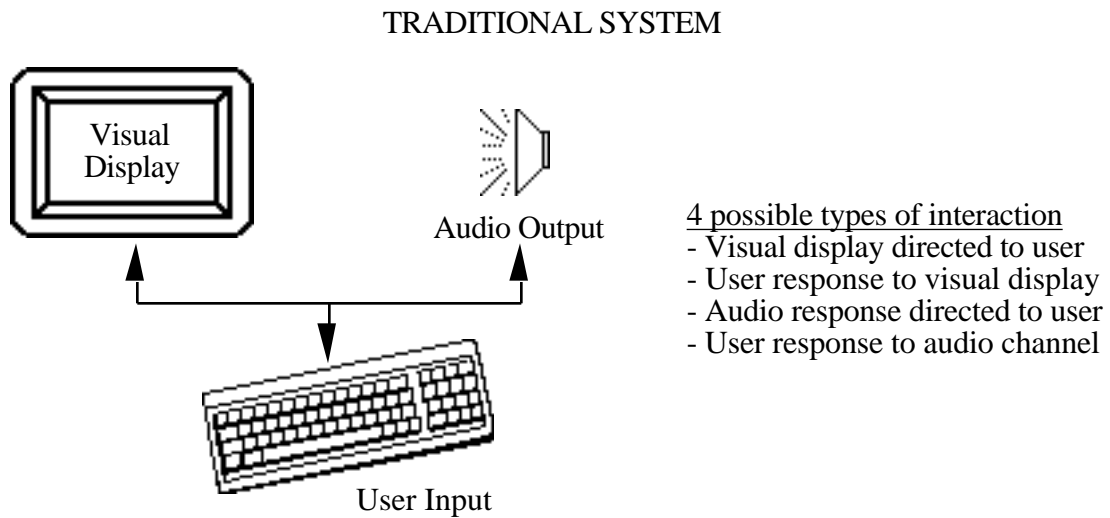 TRADITIONAL SYSTEM
Visual
Display
Audio Output
4 possible types of interaction
- Visual display directed to user
- User response to visual display
- Audio response directed to user
- User response to audio channel
User Input